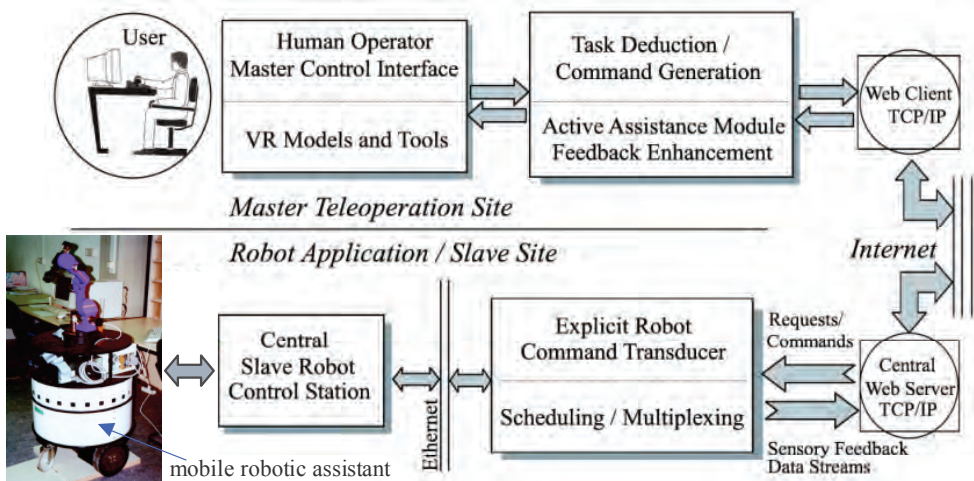 User
Human Operator
Master Control Interface
VR Models and Tools
Task Deduction /
Command Generation
Active Assistance Module
Feedback Enhancement
Web Client
TCP/IP
Master Teleoperation Site
Internet
Robot Application / Slave Site
Central
Slave Robot
Control Station
Ethernet
Explicit Robot
Command Transducer
Scheduling / Multiplexing
Requests/
Commands
Central
Web Server
TCP/IP
Sensory Feedback
Data Streams
mobile robotic assistant